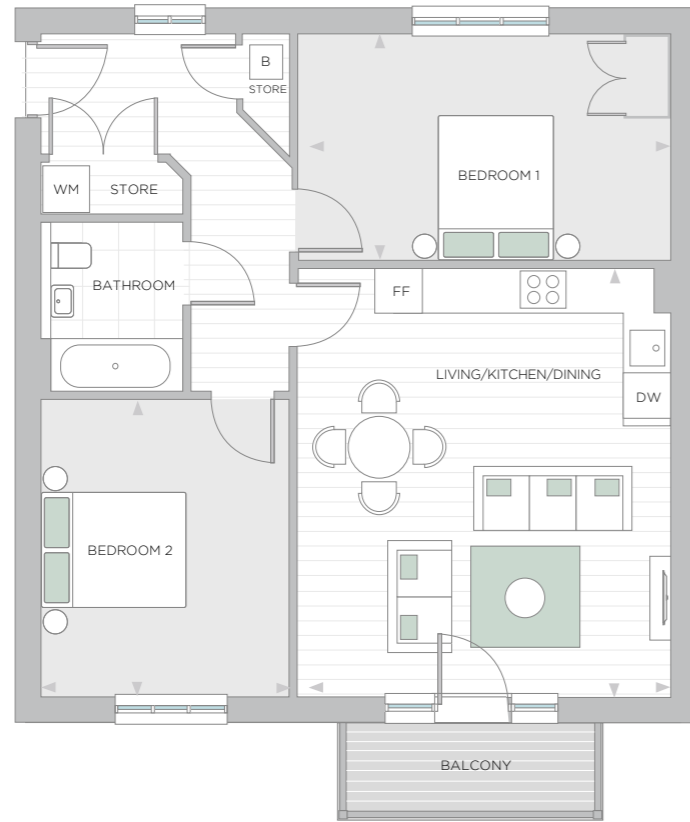 B
STORE
WM
STORE
BEDROOM 1
BATHROOM
FF
LIVING/KITCHEN/DINING
DW
BEDROOM 2
BALCONY